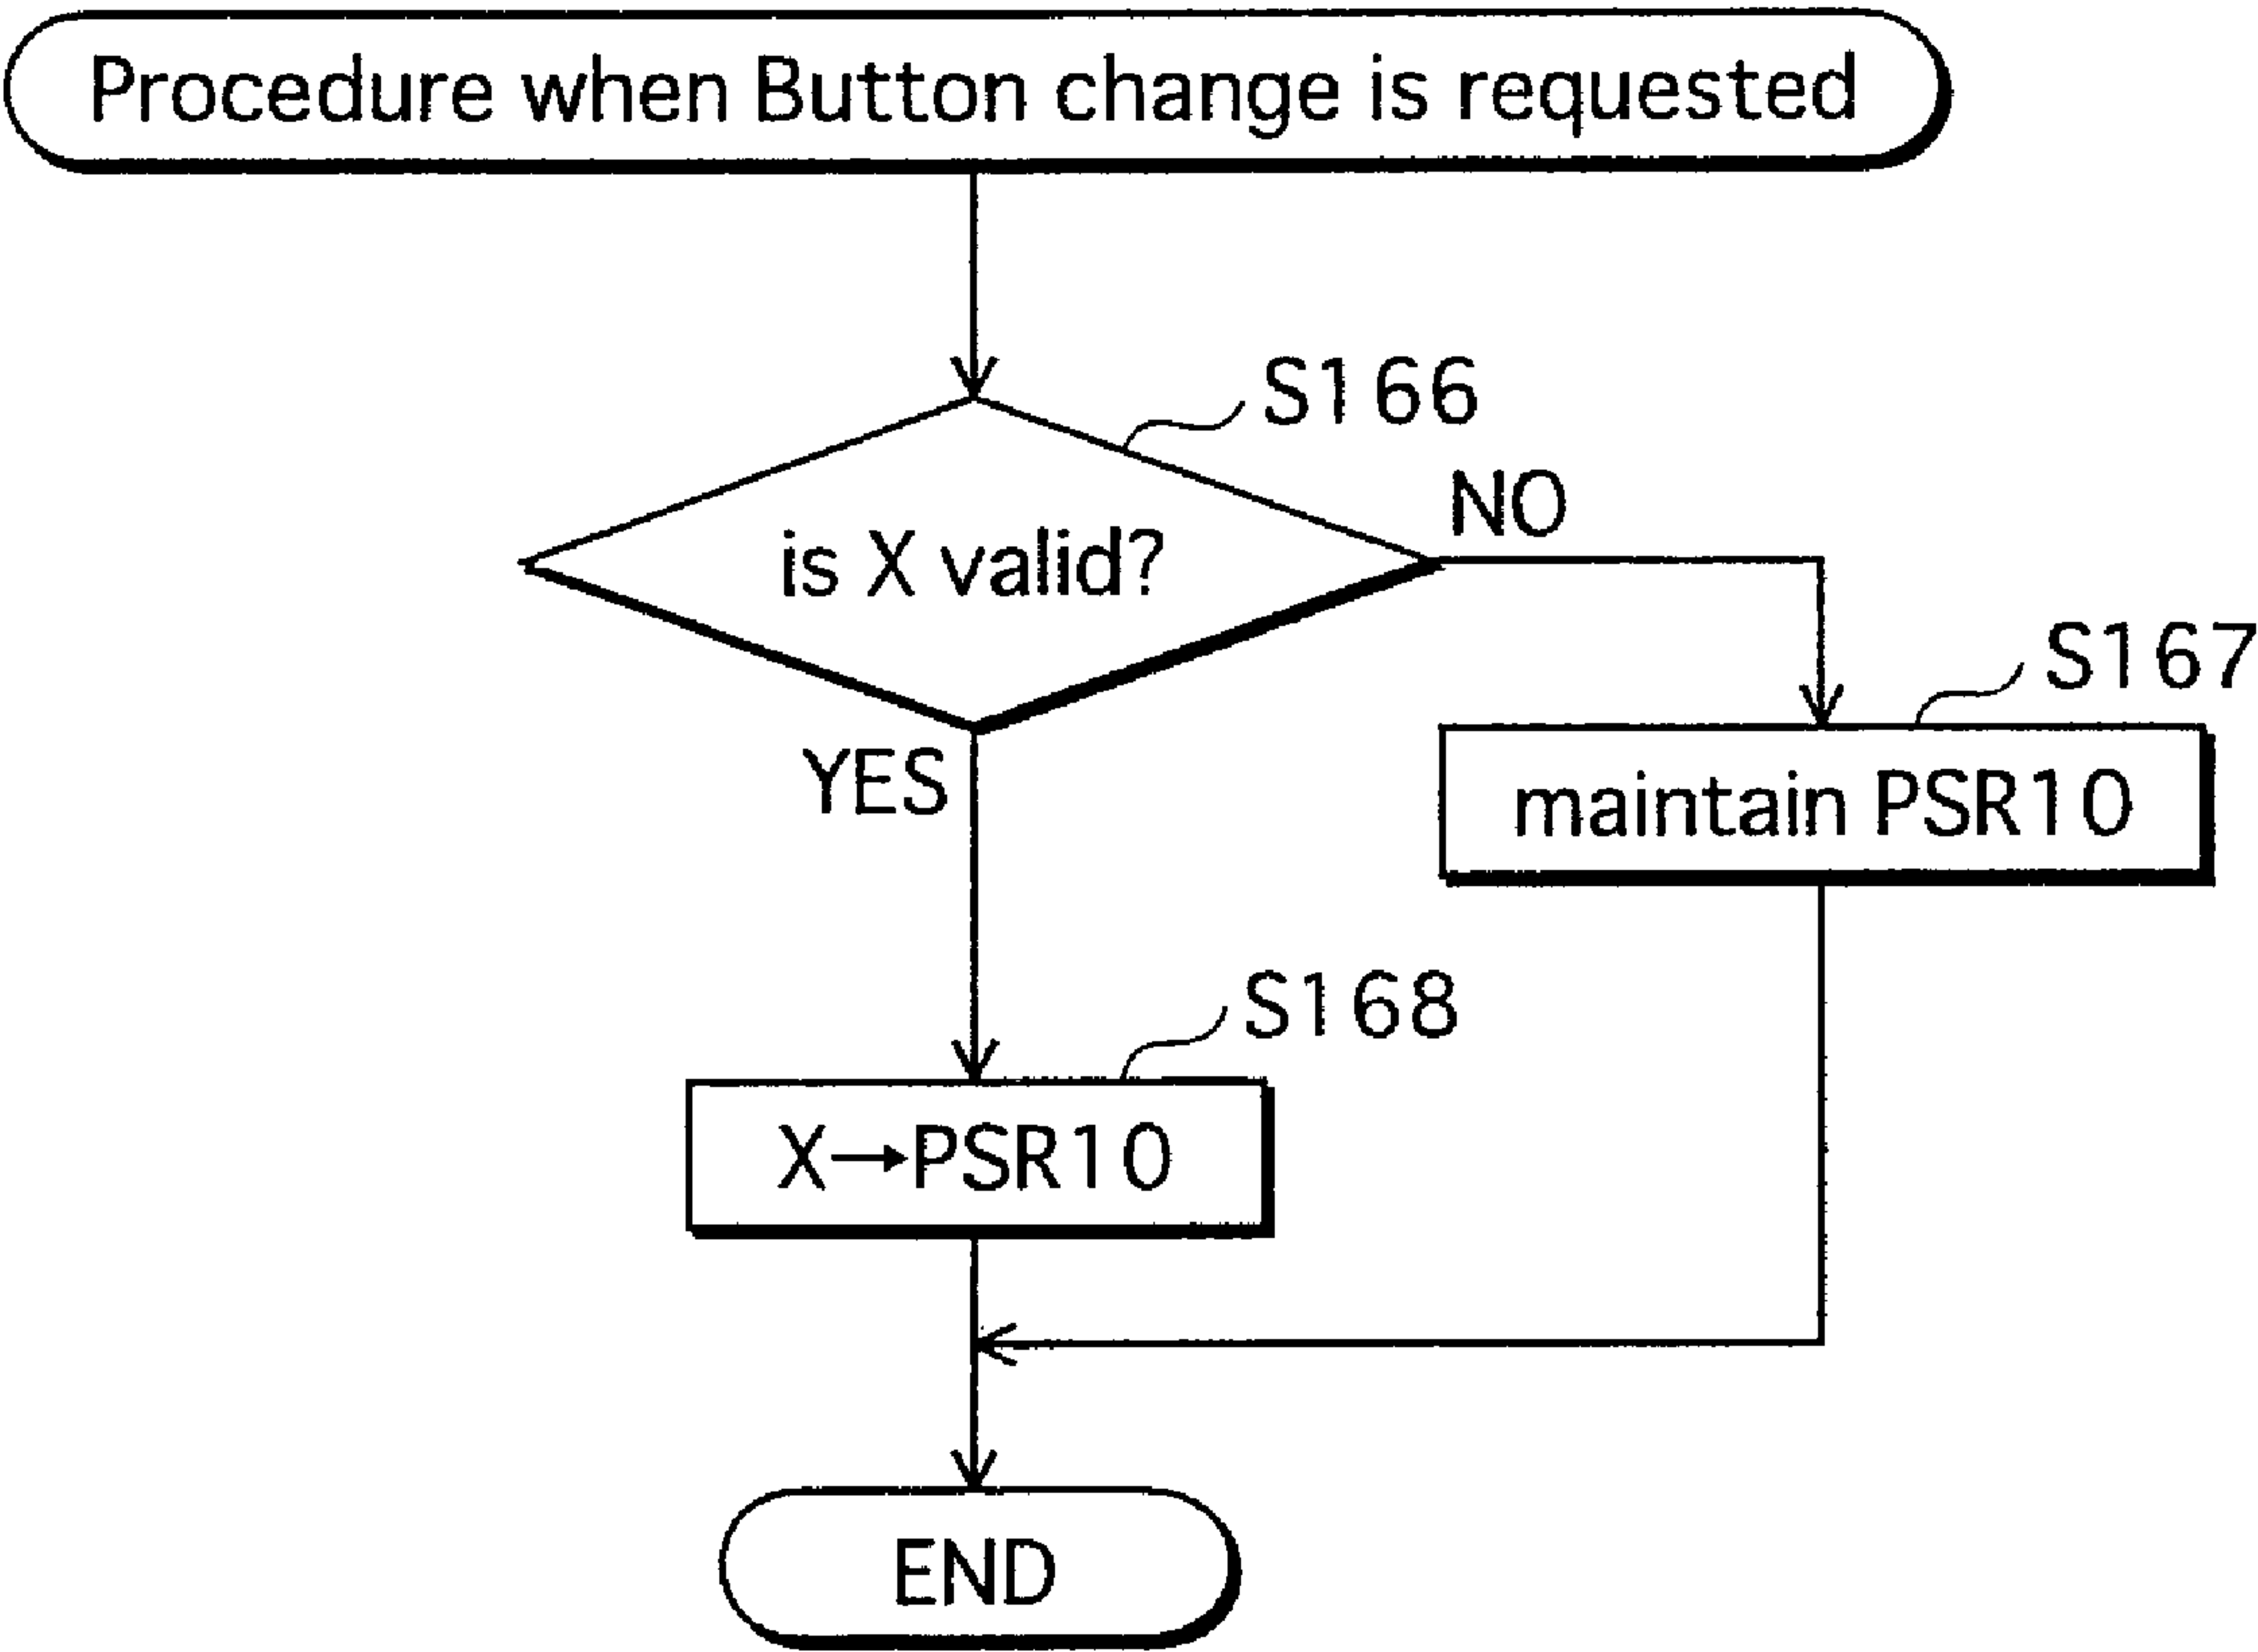 Procedure when Button change is requested
S166
is X valid?
NO
YES
S167
maintain PSR10
S168
X→PSR10
END